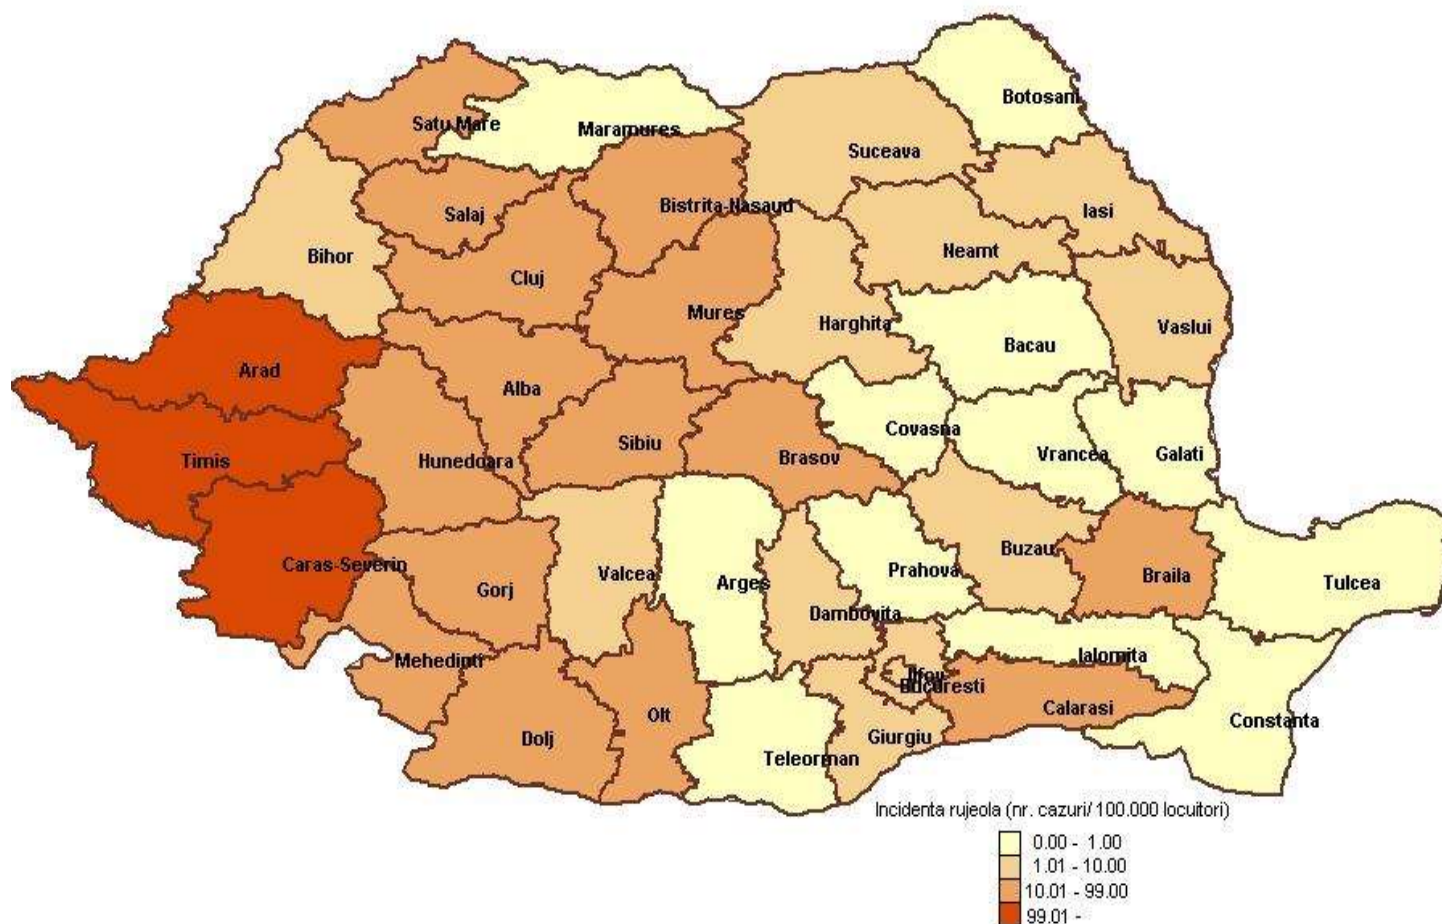 Botosani
Satu Mare
Maramures
Suceava
Bistrita-Nasaud
Salaj
Iasi
Neamt
Bihor
Cluj
Mures
Harghita
Vaslui
Bacau
Arad
Alba
Covasna
Sibiu
Vrancea
Galati
Brasov
Timis
Hunedoara
Buzau
Caras-Severin
Valcea
Prahova
Braila
Arges
Tulcea
Gorj
Dambovita
Ialomita
Mehedinti
Ilfov
Bucuresti
Calarasi
Olt
Constanta
Dolj
Giurgiu
Teleorman
Incidenta rujeola (nr. cazuri/ 100.000 locuitori)
0.00 - 1.00
1.01 - 10.00
10.01 - 99.00
99.01 -